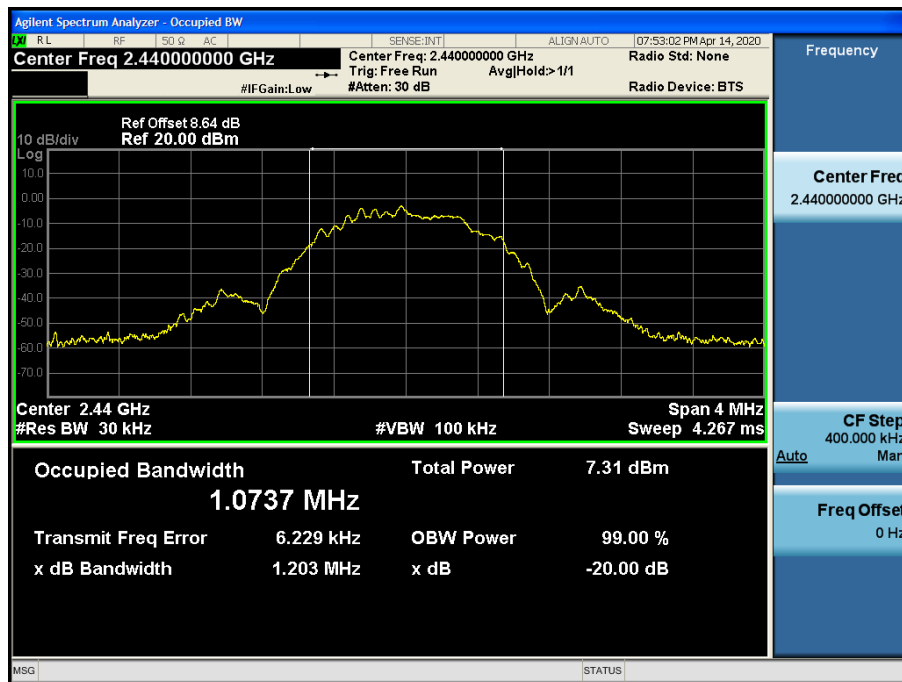 Agilent Spectrum Analyzer - Occupied BW
LXI RL RF 50 Ω AC SENSE:INT ALIGN AUTO 07:53:02 PM Apr 14, 2020
Center Freq 2.440000000 GHz
Center Freq: 2.440000000 GHz Radio Std: None
Trig: Free Run Avg|Hold:>1/1
#IFGain:Low #Atten: 30 dB Radio Device: BTS
Ref Offset 8.64 dB
10 dB/div Ref 20.00 dBm
Log
10.0
0.00
-10.0
-20.0
-30.0
-40.0
-50.0
-60.0
-70.0
Center 2.44 GHz Span 4 MHz
#Res BW 30 kHz #VBW 100 kHz Sweep 4.267 ms
Occupied Bandwidth Total Power 7.31 dBm
1.0737 MHz
Transmit Freq Error 6.229 kHz OBW Power 99.00 %
x dB Bandwidth 1.203 MHz x dB -20.00 dB
MSG STATUS
Frequency
Center Freq
2.440000000 GHz
CF Step
400.000 kHz
Auto Man
Freq Offset
0 Hz